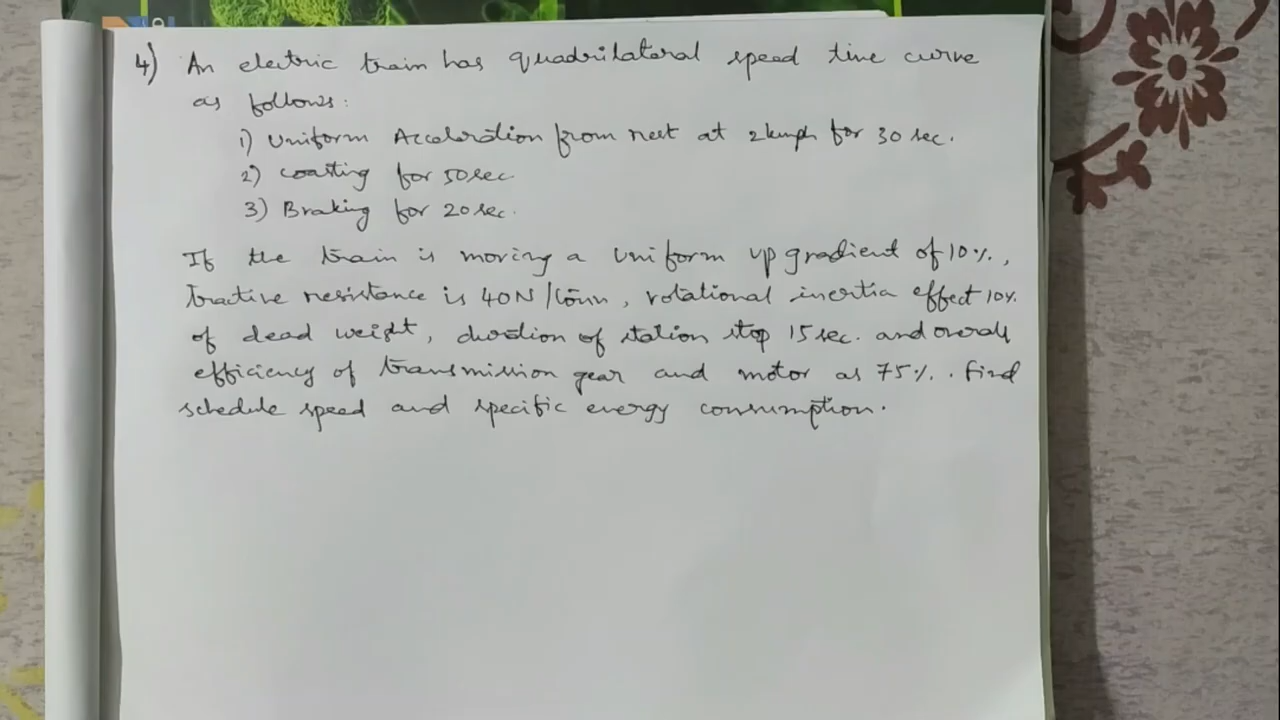 4) An electric train has quadrilateral speed time curve
as follows:
1) Uniform Acceleration from rest at 2 kmph for 30 sec.
2) Coasting for 50 sec.
3) Braking for 20 sec.
If the train is moving a uniform up gradient of 10%.,
tractive resistance is 40N/tonn, rotational inertia effect 10%.
of dead weight, duration of station stop 15 sec. and overall
efficiency of transmission gear and motor as 75%. Find
schedule speed and specific energy consumption.